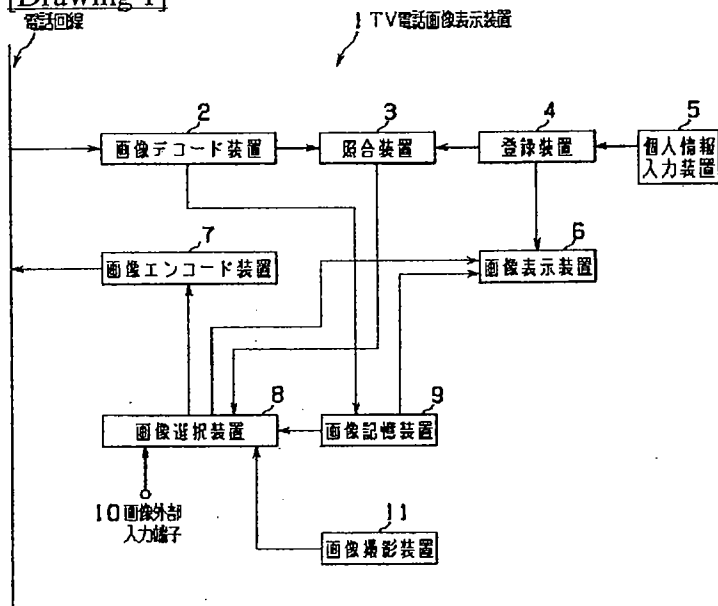 [Drawing 1]
電話回線
1 TV電話画像表示装置
2
画像デコード装置
3
照合装置
4
登録装置
5
個人情報
入力装置
7
画像エンコード装置
6
画像表示装置
8
画像選択装置
9
画像記憶装置
10 画像外部
入力端子
11
画像撮影装置